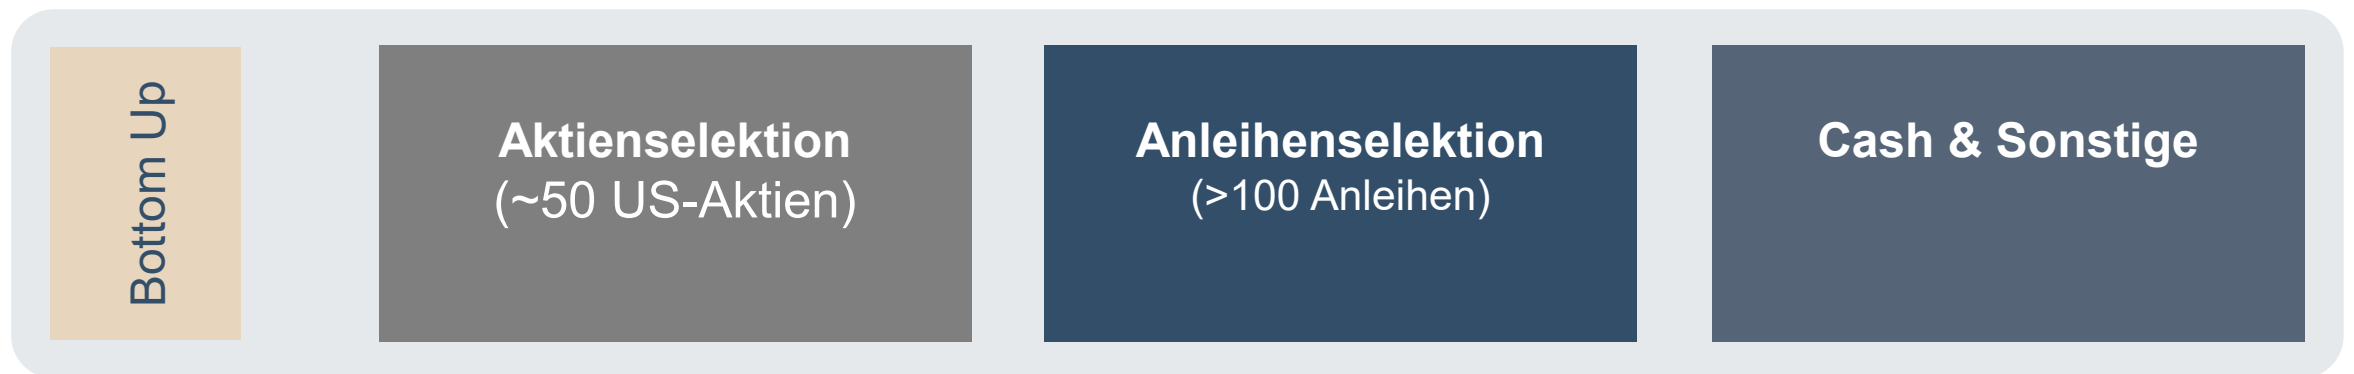 Bottom Up
Aktienselektion
(~50 US-Aktien)
Anleihenselektion
(>100 Anleihen)
Cash & Sonstige